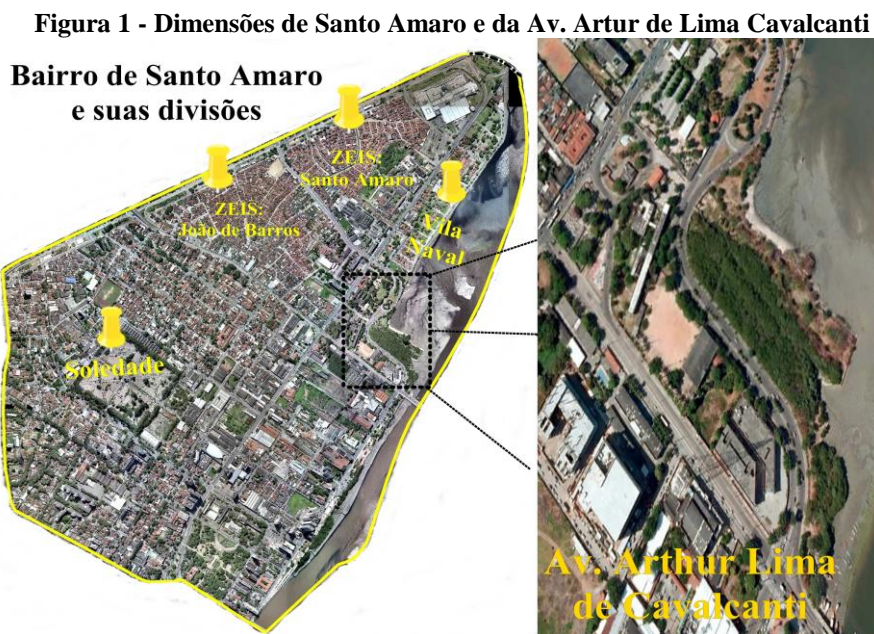 Figura 1 - Dimensões de Santo Amaro e da Av. Artur de Lima Cavalcanti
Bairro de Santo Amaro
e suas divisões
ZEIS:
Santo Amaro
ZEIS:
João de Barros
Vila
Naval
Soledade
Av. Arthur Lima
de Cavalcanti